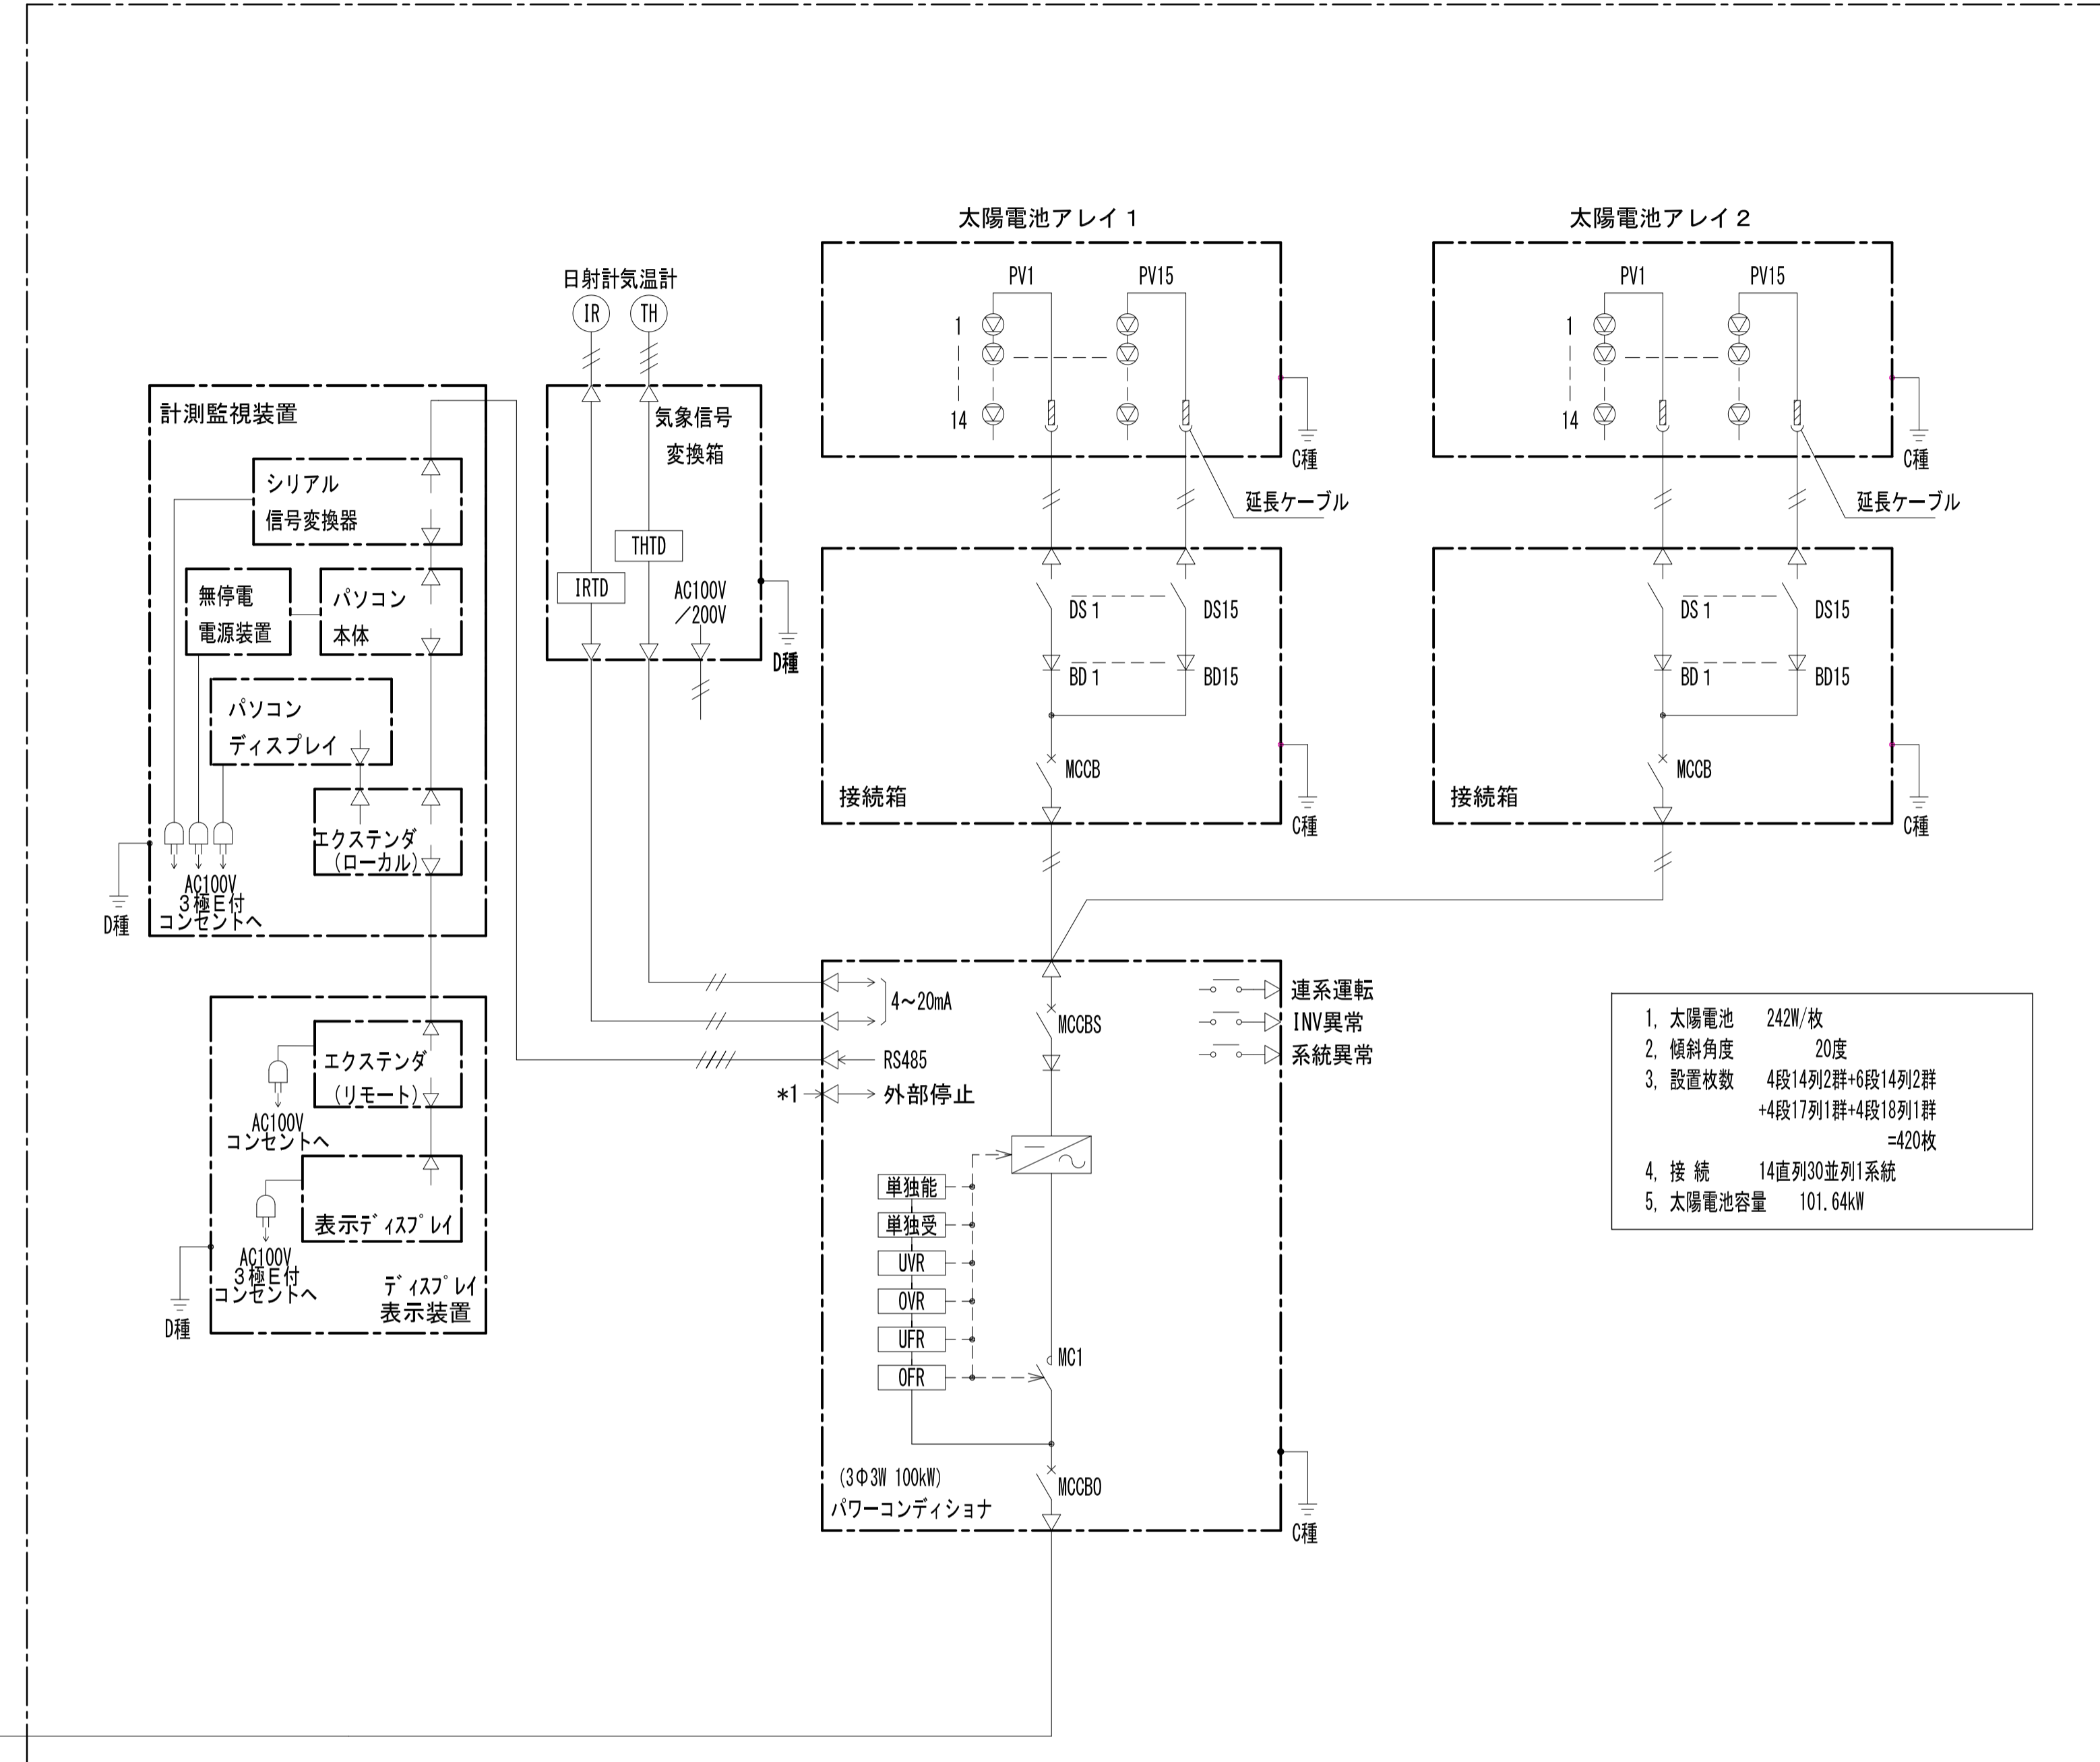 太陽電池アレイ１
PV1
PV15
1
14
C種
延長ケーブル
太陽電池アレイ２
PV1
PV15
1
14
C種
延長ケーブル
日射計気温計
IR
TH
気象信号
変換箱
THTD
IRTD
AC100V
／200V
D種
計測監視装置
シリアル
信号変換器
無停電
電源装置
パソコン
本体
パソコン
ディスプレイ
エクステンダ
(ローカル)
AC100V
３極Ｅ付
コンセントへ
D種
DS1
DS15
BD1
BD15
MCCB
接続箱
C種
DS1
DS15
BD1
BD15
MCCB
接続箱
C種
エクステンダ
(リモート)
AC100V
コンセントへ
表示ディスプレイ
AC100V
３極Ｅ付
コンセントへ
ディスプレイ
表示装置
D種
4～20mA
RS485
*1
外部停止
MCCBS
連系運転
INV異常
系統異常
単独能
単独受
UVR
OVR
UFR
OFR
MC1
MCCBO
(3Φ3W 100kW)
パワーコンディショナ
C種
1, 太陽電池 242W/枚
2, 傾斜角度 20度
3, 設置枚数 4段14列2群+6段14列2群
+4段17列1群+4段18列1群
=420枚
4, 接 続 14直列30並列1系統
5, 太陽電池容量 101.64kW